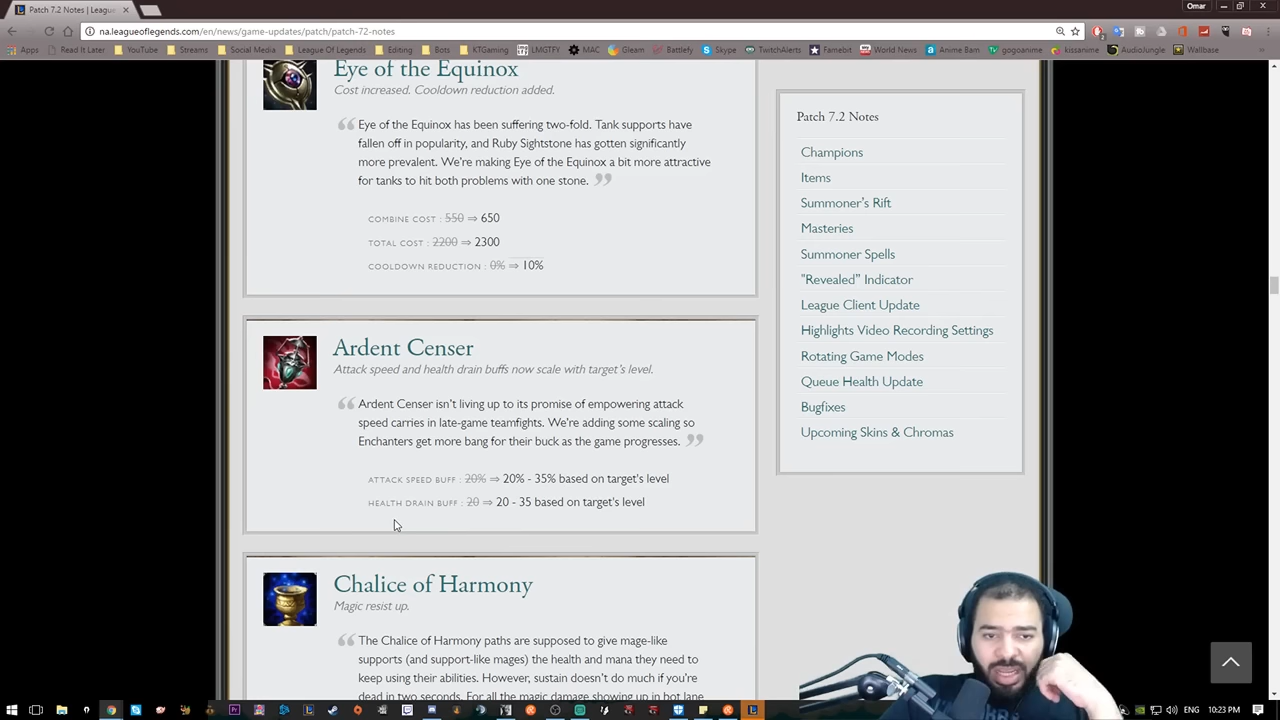 Patch 7.2 Notes | Leagu
Omar
na.leagueoflegends.com/en/news/game-updates/patch/patch-72-notes
Apps Read It Later YouTube Streams Social Media League Of Legends Editing Bots KTGaming LMGTFY MAC Gleam Battlefy Skype TwitchAlerts Famebit World News Anime Bam gogoanime kissanime AudioJungle Wallbase
Eye of the Equinox
Cost increased. Cooldown reduction added.
Eye of the Equinox has been suffering two-fold. Tank supports have
fallen off in popularity, and Ruby Sightstone has gotten significantly
more prevalent. We're making Eye of the Equinox a bit more attractive
for tanks to hit both problems with one stone.
COMBINE COST : 550 ⇒ 650
TOTAL COST : 2200 ⇒ 2300
COOLDOWN REDUCTION : 0% ⇒ 10%
Ardent Censer
Attack speed and health drain buffs now scale with target's level.
Ardent Censer isn't living up to its promise of empowering attack
speed carries in late-game teamfights. We're adding some scaling so
Enchanters get more bang for their buck as the game progresses.
ATTACK SPEED BUFF : 20% ⇒ 20% - 35% based on target's level
HEALTH DRAIN BUFF : 20 ⇒ 20 - 35 based on target's level
Chalice of Harmony
Magic resist up.
The Chalice of Harmony paths are supposed to give mage-like
supports (and support-like mages) the health and mana they need to
keep using their abilities. However, sustain doesn't do much if you're
dead in two seconds. For all the magic damage showing up in bot lane
Patch 7.2 Notes
Champions
Items
Summoner's Rift
Masteries
Summoner Spells
"Revealed" Indicator
League Client Update
Highlights Video Recording Settings
Rotating Game Modes
Queue Health Update
Bugfixes
Upcoming Skins & Chromas
ENG 10:23 PM